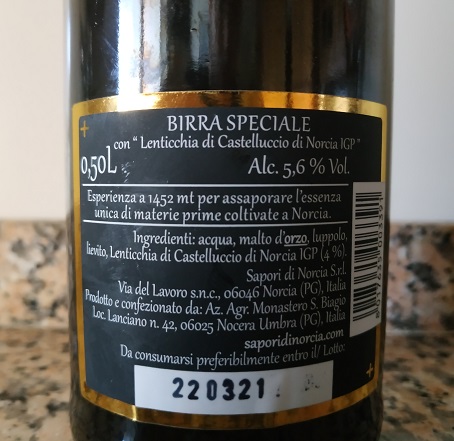 BIRRA SPECIALE
con “ Lenticchia di Castelluccio di Norcia IGP ”
0,50L Alc. 5,6 % Vol.
Esperienza a 1452 mt per assaporare l'essenza
unica di materie prime coltivate a Norcia.
Ingredienti: acqua, malto d'orzo, luppolo,
lievito, Lenticchia di Castelluccio di Norcia IGP (4 %).
Sapori di Norcia S.r.l.
Via del Lavoro s.n.c., 06046 Norcia (PG), Italia
Prodotto e confezionato da: Az. Agr. Monastero S. Biagio
Loc. Lanciano n. 42, 06025 Nocera Umbra (PG), Italia
saporidinorcia.com
Da consumarsi preferibilmente entro il/ Lotto:
220321